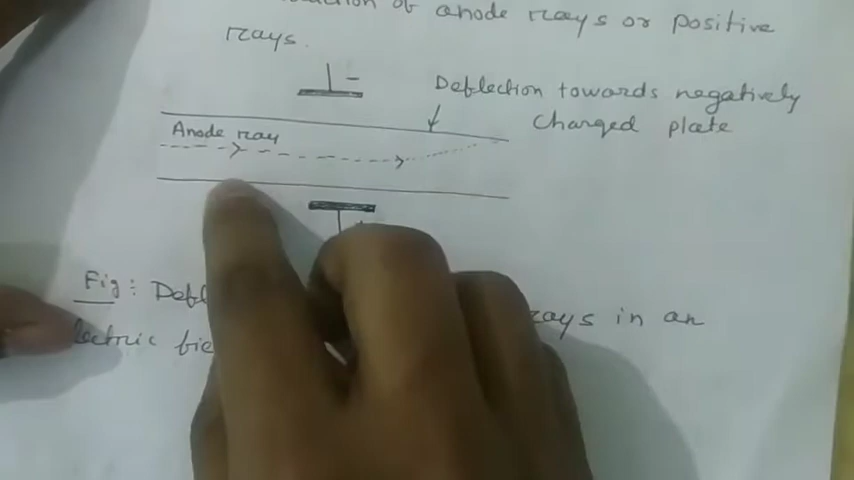 of anode rays or positive
rays.
−
Deflection towards negatively
charged plate
Anode ray
Fig: Defl
rays in an
lectric fie